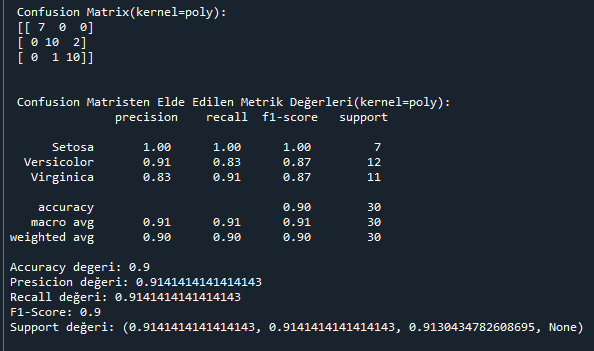 Confusion Matrix(kernel=poly):
[[ 7  0  0]
[ 0 10  2]
[ 0  1 10]]
Confusion Matristen Elde Edilen Metrik Değerleri(kernel=poly):
precision    recall  f1-score   support
Setosa       1.00      1.00      1.00         7
Versicolor       0.91      0.83      0.87        12
Virginica       0.83      0.91      0.87        11
accuracy                           0.90        30
macro avg       0.91      0.91      0.91        30
weighted avg       0.90      0.90      0.90        30
Accuracy degeri: 0.9
Presicion değeri: 0.9141414141414143
Recall değeri: 0.9141414141414143
F1-Score: 0.9
Support değeri: (0.9141414141414143, 0.9141414141414143, 0.9130434782608695, None)